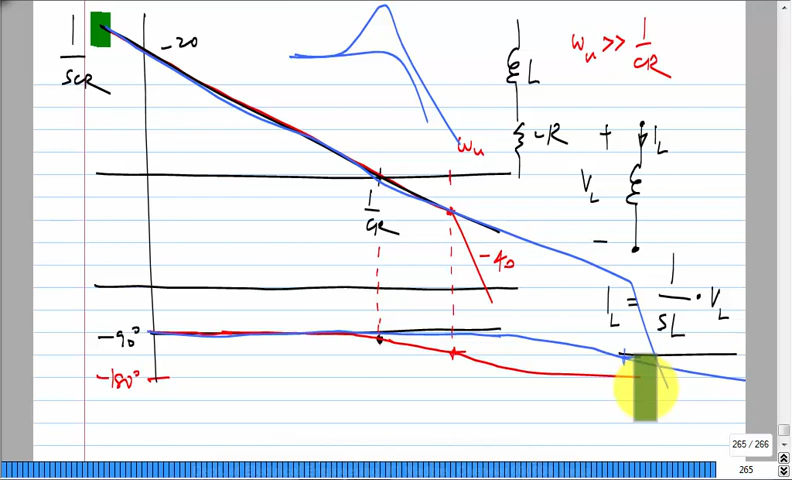 1/SCR
-20
L
ωu >> 1/CR
-R
+
IL
VL
-
ωu
1/CR
-40
IL = 1/SL · VL
-90°
-180°
265 / 266
265